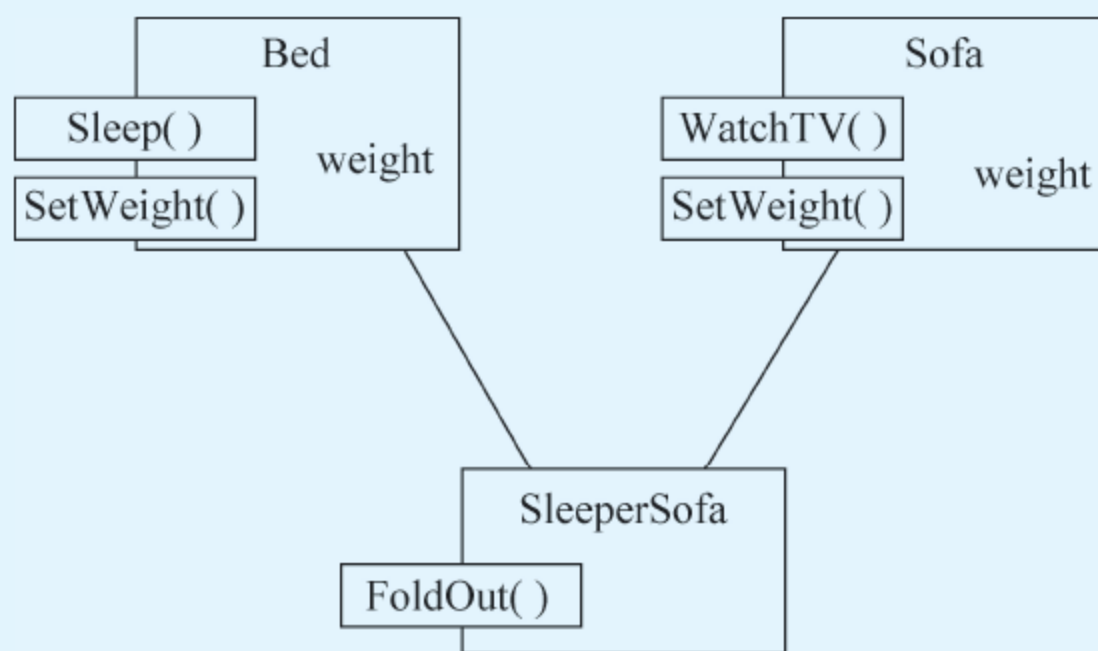 Bed
Sleep( )
weight
SetWeight( )
Sofa
WatchTV( )
weight
SetWeight( )
SleeperSofa
FoldOut( )